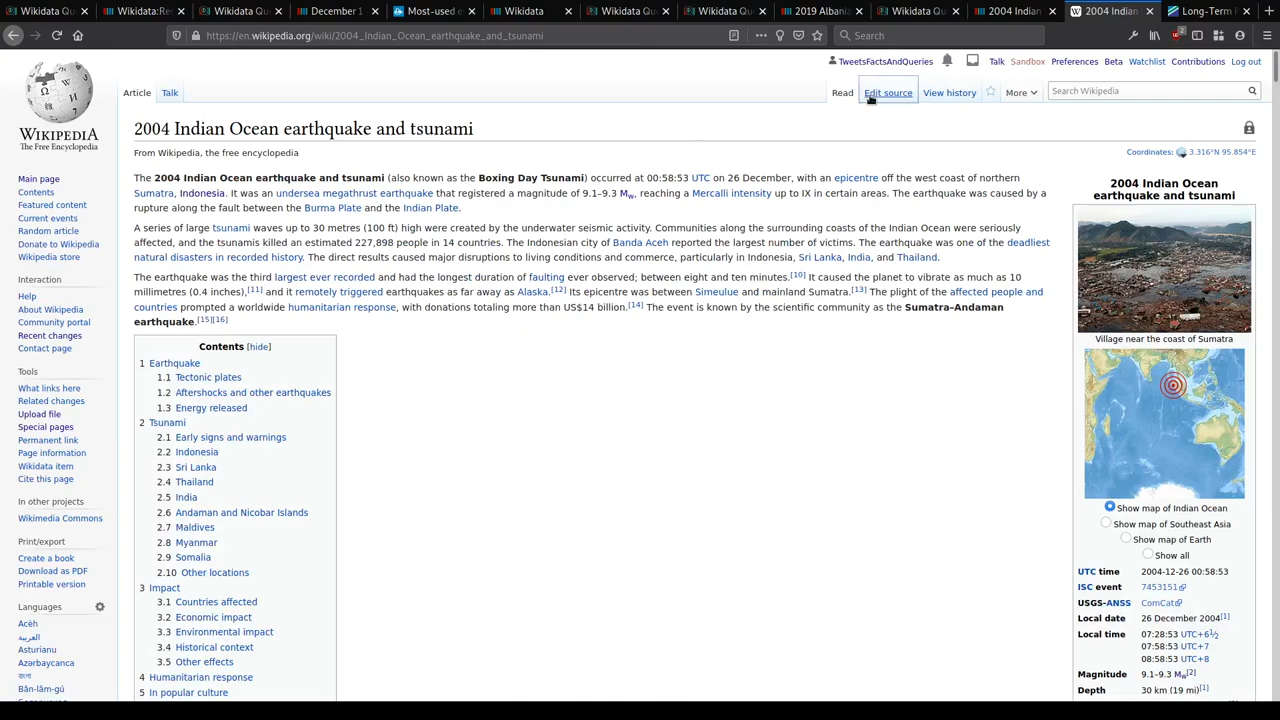 Wikidata Qu
Wikidata:Re
Wikidata Qu
December 1
Most-used e
Wikidata
Wikidata Qu
Wikidata Qu
2019 Albania
Wikidata Qu
2004 Indian
2004 Indian
Long-Term F
https://en.wikipedia.org/wiki/2004_Indian_Ocean_earthquake_and_tsunami
Search
2
TweetsFactsAndQueries Talk Sandbox Preferences Beta Watchlist Contributions Log out
Article Talk Read Edit source View history More Search Wikipedia
WIKIPEDIA
The Free Encyclopedia
Main page
Contents
Featured content
Current events
Random article
Donate to Wikipedia
Wikipedia store
Interaction
Help
About Wikipedia
Community portal
Recent changes
Contact page
Tools
What links here
Related changes
Upload file
Special pages
Permanent link
Page information
Wikidata item
Cite this page
In other projects
Wikimedia Commons
Print/export
Create a book
Download as PDF
Printable version
Languages
Acèh
العربية
Asturianu
Azərbaycanca
বাংলা
Bân-lâm-gú
2004 Indian Ocean earthquake and tsunami
From Wikipedia, the free encyclopedia
Coordinates: 3.316°N 95.854°E
The 2004 Indian Ocean earthquake and tsunami (also known as the Boxing Day Tsunami) occurred at 00:58:53 UTC on 26 December, with an epicentre off the west coast of northern
Sumatra, Indonesia. It was an undersea megathrust earthquake that registered a magnitude of 9.1–9.3 Mw, reaching a Mercalli intensity up to IX in certain areas. The earthquake was caused by a
rupture along the fault between the Burma Plate and the Indian Plate.
A series of large tsunami waves up to 30 metres (100 ft) high were created by the underwater seismic activity. Communities along the surrounding coasts of the Indian Ocean were seriously
affected, and the tsunamis killed an estimated 227,898 people in 14 countries. The Indonesian city of Banda Aceh reported the largest number of victims. The earthquake was one of the deadliest
natural disasters in recorded history. The direct results caused major disruptions to living conditions and commerce, particularly in Indonesia, Sri Lanka, India, and Thailand.
The earthquake was the third largest ever recorded and had the longest duration of faulting ever observed; between eight and ten minutes.[10] It caused the planet to vibrate as much as 10
millimetres (0.4 inches),[11] and it remotely triggered earthquakes as far away as Alaska.[12] Its epicentre was between Simeulue and mainland Sumatra.[13] The plight of the affected people and
countries prompted a worldwide humanitarian response, with donations totaling more than US$14 billion.[14] The event is known by the scientific community as the Sumatra–Andaman
earthquake.[15][16]
Contents [hide]
1 Earthquake
1.1 Tectonic plates
1.2 Aftershocks and other earthquakes
1.3 Energy released
2 Tsunami
2.1 Early signs and warnings
2.2 Indonesia
2.3 Sri Lanka
2.4 Thailand
2.5 India
2.6 Andaman and Nicobar Islands
2.7 Maldives
2.8 Myanmar
2.9 Somalia
2.10 Other locations
3 Impact
3.1 Countries affected
3.2 Economic impact
3.3 Environmental impact
3.4 Historical context
3.5 Other effects
4 Humanitarian response
5 In popular culture
2004 Indian Ocean
earthquake and tsunami
Village near the coast of Sumatra
Show map of Indian Ocean
Show map of Southeast Asia
Show map of Earth
Show all
UTC time 2004-12-26 00:58:53
ISC event 7453151
USGS-ANSS ComCat
Local date 26 December 2004[1]
Local time 07:28:53 UTC+6½
07:58:53 UTC+7
08:58:53 UTC+8
Magnitude 9.1–9.3 Mw[2]
Depth 30 km (19 mi)[1]